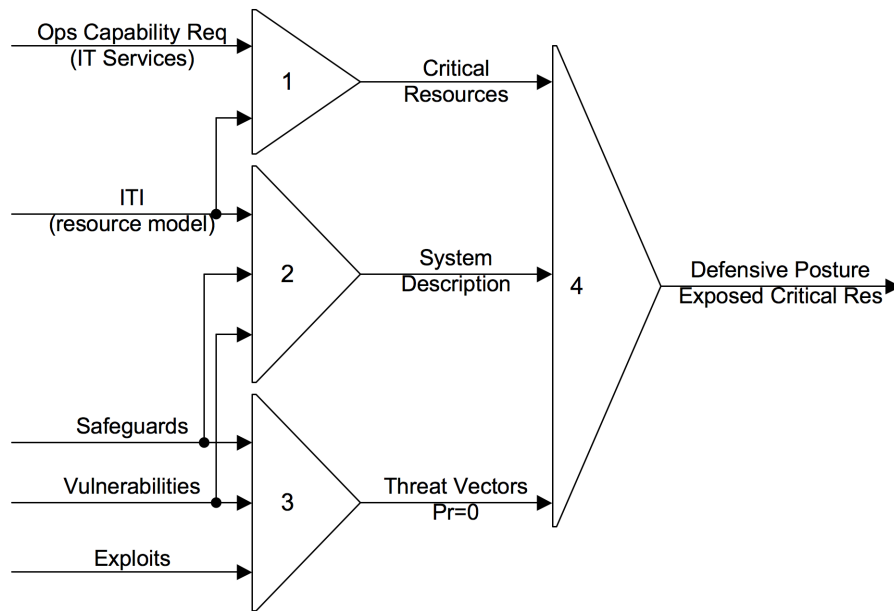 Ops Capability Req
(IT Services)
1
Critical
Resources
ITI
(resource model)
2
System
Description
4
Defensive Posture
Exposed Critical Res
Safeguards
Vulnerabilities
3
Threat Vectors
Pr=0
Exploits